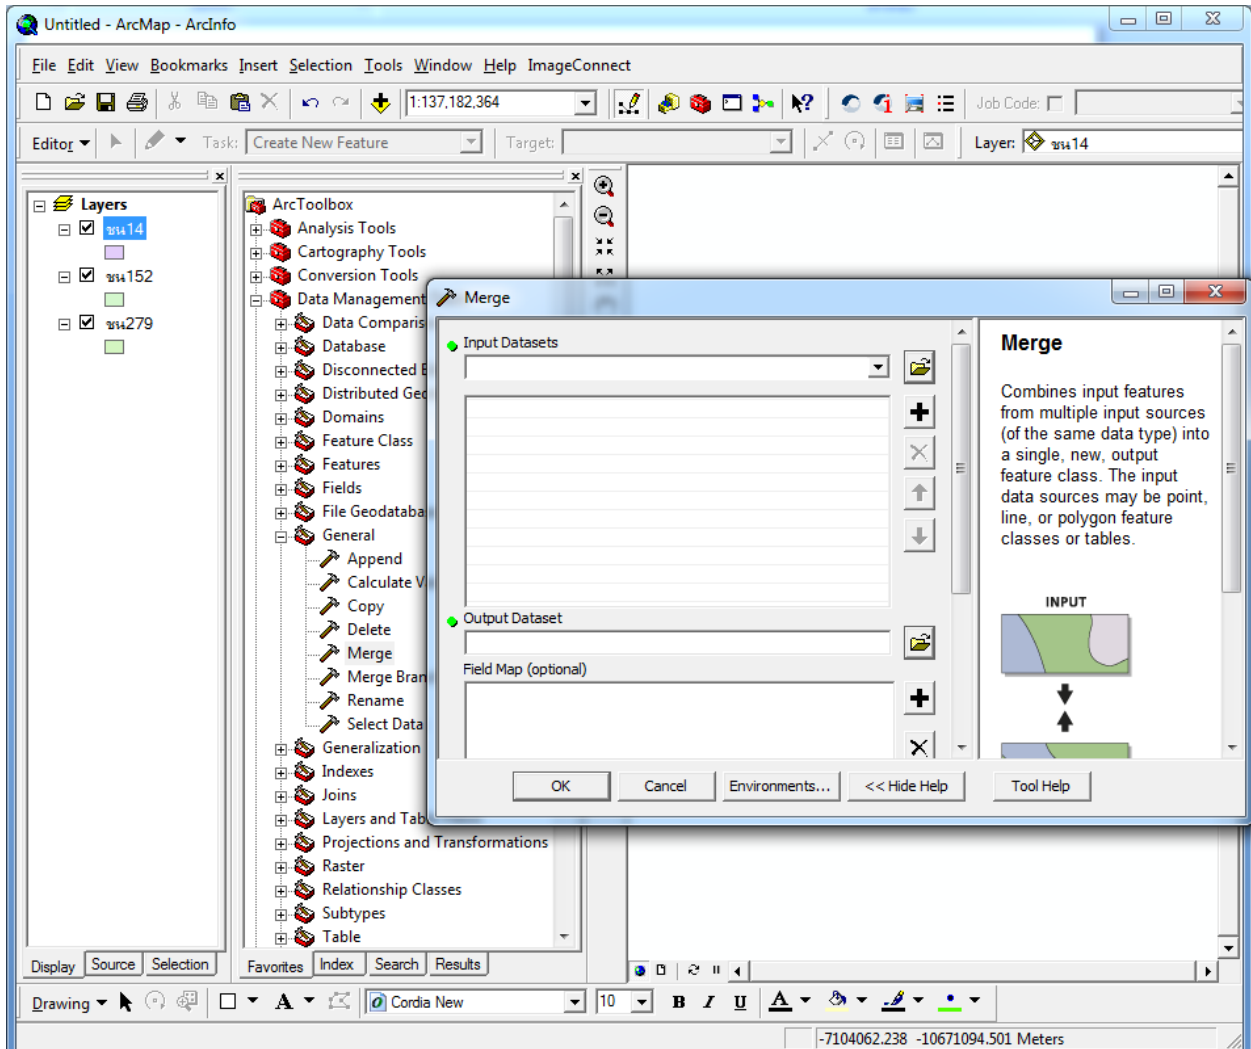 Untitled - ArcMap - ArcInfo
File Edit View Bookmarks Insert Selection Tools Window Help ImageConnect
1:137,182,364
Job Code:
Editor
Task:
Create New Feature
Target:
Layer:
ชน14
Layers
ชน14
ชน152
ชน279
ArcToolbox
Analysis Tools
Cartography Tools
Conversion Tools
Data Management
Data Comparis
Database
Disconnected
Distributed Geo
Domains
Feature Class
Features
Fields
File Geodataba
General
Append
Calculate V
Copy
Delete
Merge
Merge Bran
Rename
Select Data
Generalization
Indexes
Joins
Layers and Tab
Projections and Transformations
Raster
Relationship Classes
Subtypes
Table
Merge
Input Datasets
Output Dataset
Field Map (optional)
OK
Cancel
Environments...
<< Hide Help
Tool Help
Merge
Combines input features
from multiple input sources
(of the same data type) into
a single, new, output
feature class. The input
data sources may be point,
line, or polygon feature
classes or tables.
INPUT
Display
Source
Selection
Favorites
Index
Search
Results
Drawing
A
Cordia New
10
B I U A
-7104062.238 -10671094.501 Meters